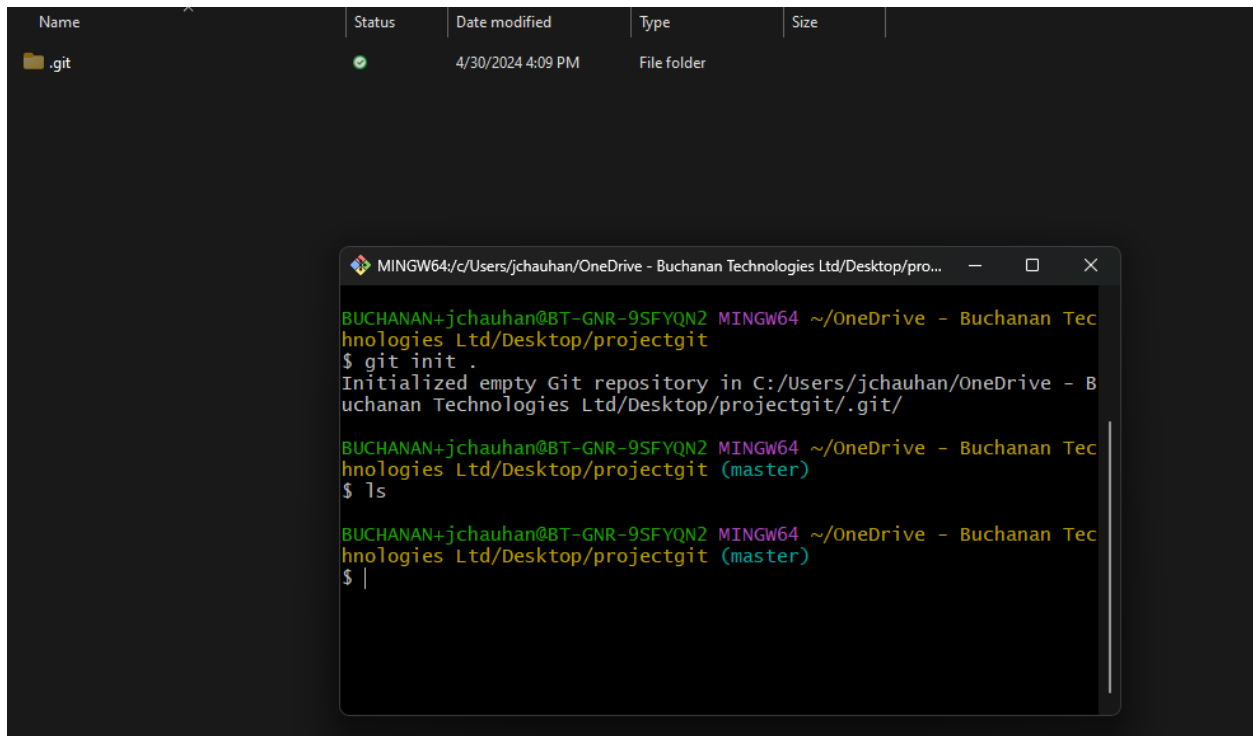 Name Status Date modified Type Size
.git 4/30/2024 4:09 PM File folder
MINGW64:/c/Users/jchauhan/OneDrive - Buchanan Technologies Ltd/Desktop/pro...
BUCHANAN+jchauhan@BT-GNR-9SFYQN2 MINGW64 ~/OneDrive - Buchanan Tec
hnologies Ltd/Desktop/projectgit
$ git init .
Initialized empty Git repository in C:/Users/jchauhan/OneDrive - B
uchanan Technologies Ltd/Desktop/projectgit/.git/
BUCHANAN+jchauhan@BT-GNR-9SFYQN2 MINGW64 ~/OneDrive - Buchanan Tec
hnologies Ltd/Desktop/projectgit (master)
$ ls
BUCHANAN+jchauhan@BT-GNR-9SFYQN2 MINGW64 ~/OneDrive - Buchanan Tec
hnologies Ltd/Desktop/projectgit (master)
$